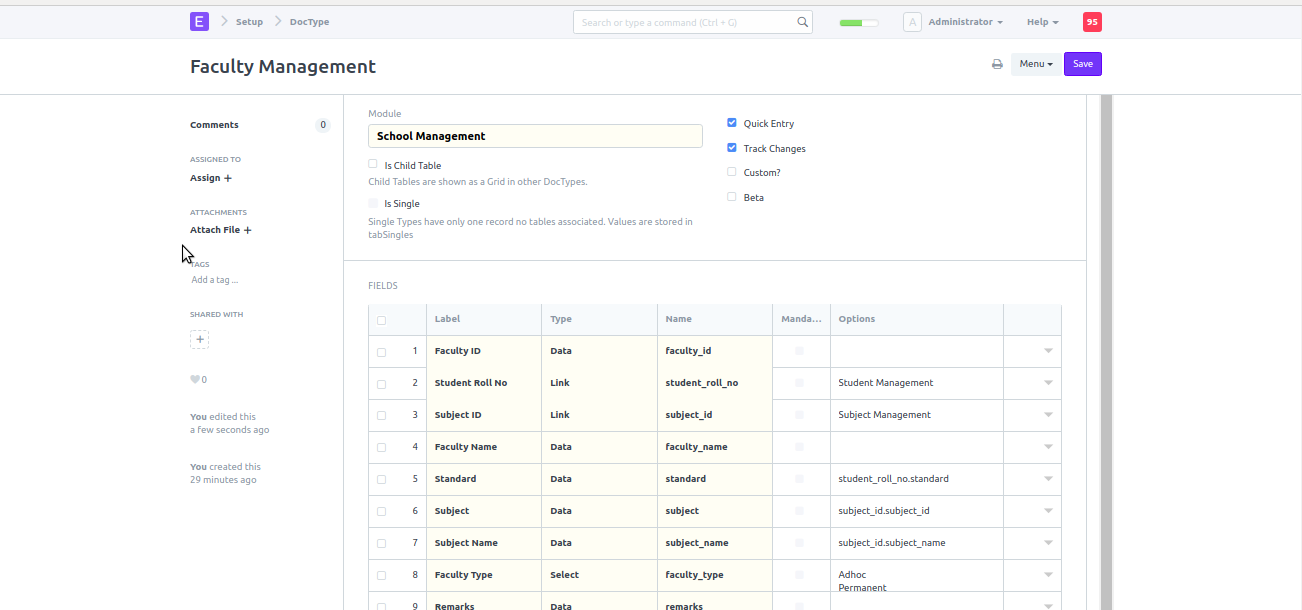 E Setup DocType Search or type a command (Ctrl + G) A Administrator Help 95
Faculty Management Menu Save
Comments 0
ASSIGNED TO
Assign +
ATTACHMENTS
Attach File +
TAGS
Add a tag ...
SHARED WITH
+
0
You edited this
a few seconds ago
You created this
29 minutes ago
Module
School Management
Is Child Table
Child Tables are shown as a Grid in other DocTypes.
Is Single
Single Types have only one record no tables associated. Values are stored in
tabSingles
Quick Entry
Track Changes
Custom?
Beta
FIELDS
Label Type Name Manda... Options
1 Faculty ID Data faculty_id
2 Student Roll No Link student_roll_no Student Management
3 Subject ID Link subject_id Subject Management
4 Faculty Name Data faculty_name
5 Standard Data standard student_roll_no.standard
6 Subject Data subject subject_id.subject_id
7 Subject Name Data subject_name subject_id.subject_name
8 Faculty Type Select faculty_type Adhoc
Permanent
9 Remarks Data remarks